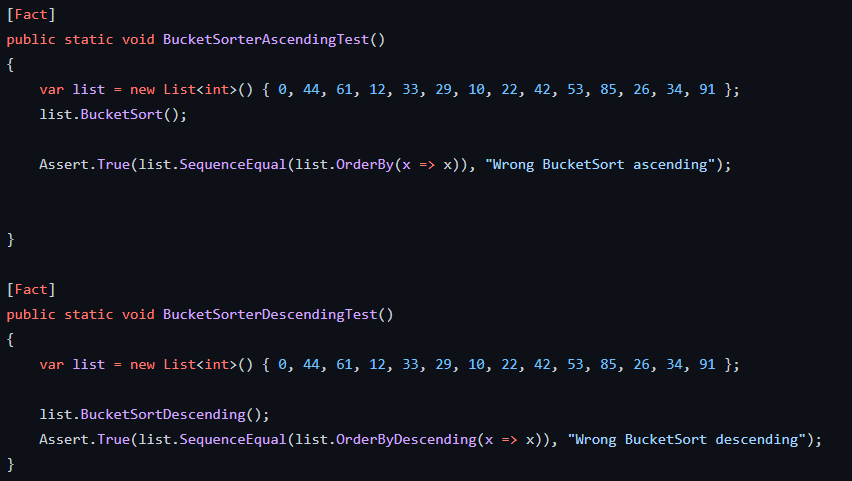 [Fact]
public static void BucketSorterAscendingTest()
{
var list = new List<int>() { 0, 44, 61, 12, 33, 29, 10, 22, 42, 53, 85, 26, 34, 91 };
list.BucketSort();
Assert.True(list.SequenceEqual(list.OrderBy(x => x)), "Wrong BucketSort ascending");
}
[Fact]
public static void BucketSorterDescendingTest()
{
var list = new List<int>() { 0, 44, 61, 12, 33, 29, 10, 22, 42, 53, 85, 26, 34, 91 };
list.BucketSortDescending();
Assert.True(list.SequenceEqual(list.OrderByDescending(x => x)), "Wrong BucketSort descending");
}